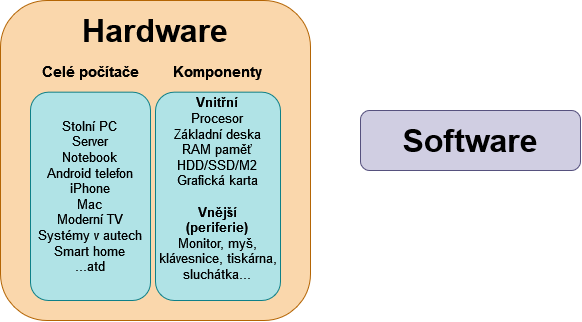 Hardware
Celé počítače
Stolní PC
Server
Notebook
Android telefon
iPhone
Mac
Moderní TV
Systémy v autech
Smart home
...atd
Komponenty
Vnitřní
Procesor
Základní deska
RAM paměť
HDD/SSD/M2
Grafická karta
Vnější
(periferie)
Monitor, myš,
klávesnice, tiskárna,
sluchátka...
Software